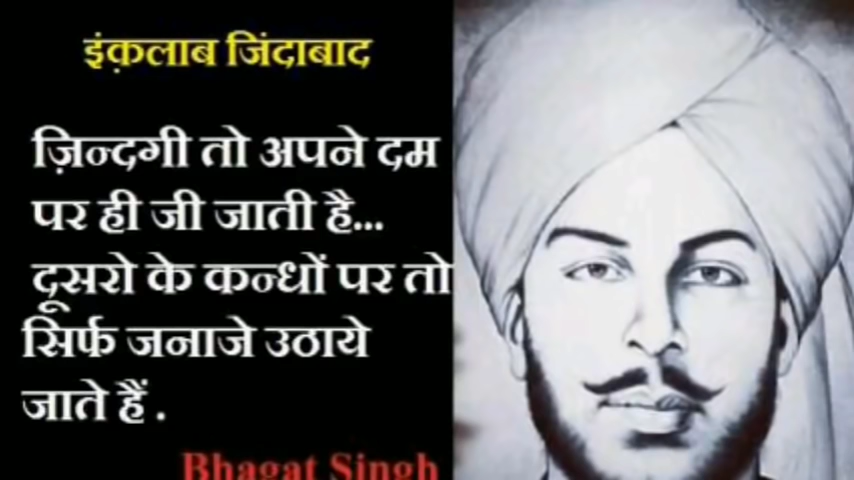 इंक़लाब जिंदाबाद
ज़िन्दगी तो अपने दम
पर ही जी जाती है...
दूसरो के कन्धों पर तो
सिर्फ जनाजे उठाये
जाते हैं .
Bhagat Singh